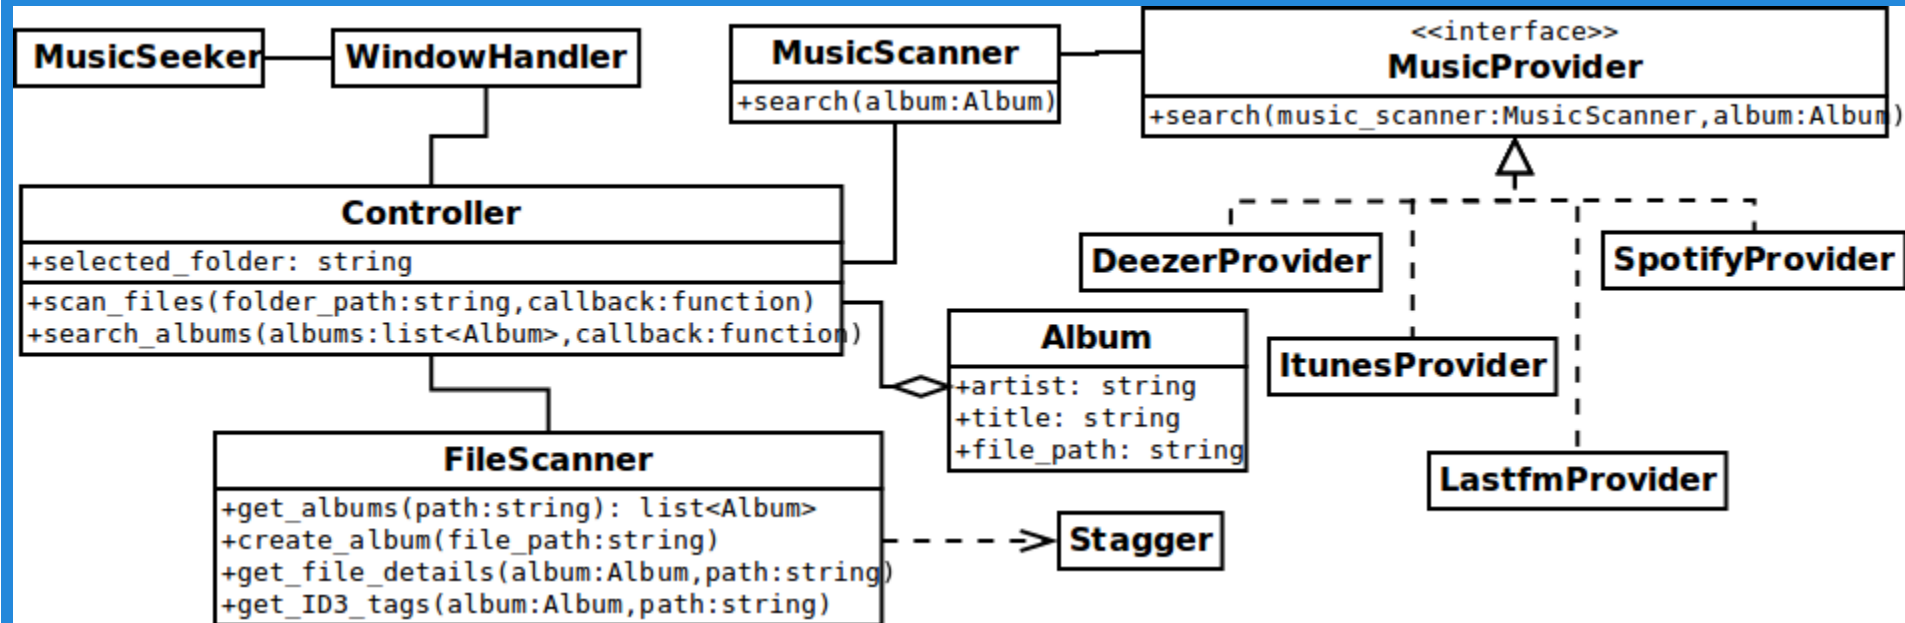 MusicSeeker
WindowHandler
MusicScanner
+search(album:Album)
<<interface>>
MusicProvider
+search(music_scanner:MusicScanner,album:Album)
Controller
+selected_folder: string
+scan_files(folder_path:string,callback:function)
+search_albums(albums:list<Album>,callback:function)
DeezerProvider
SpotifyProvider
Album
+artist: string
+title: string
+file_path: string
ItunesProvider
LastfmProvider
FileScanner
+get_albums(path:string): list<Album>
+create_album(file_path:string)
+get_file_details(album:Album,path:string)
+get_ID3_tags(album:Album,path:string)
Stagger